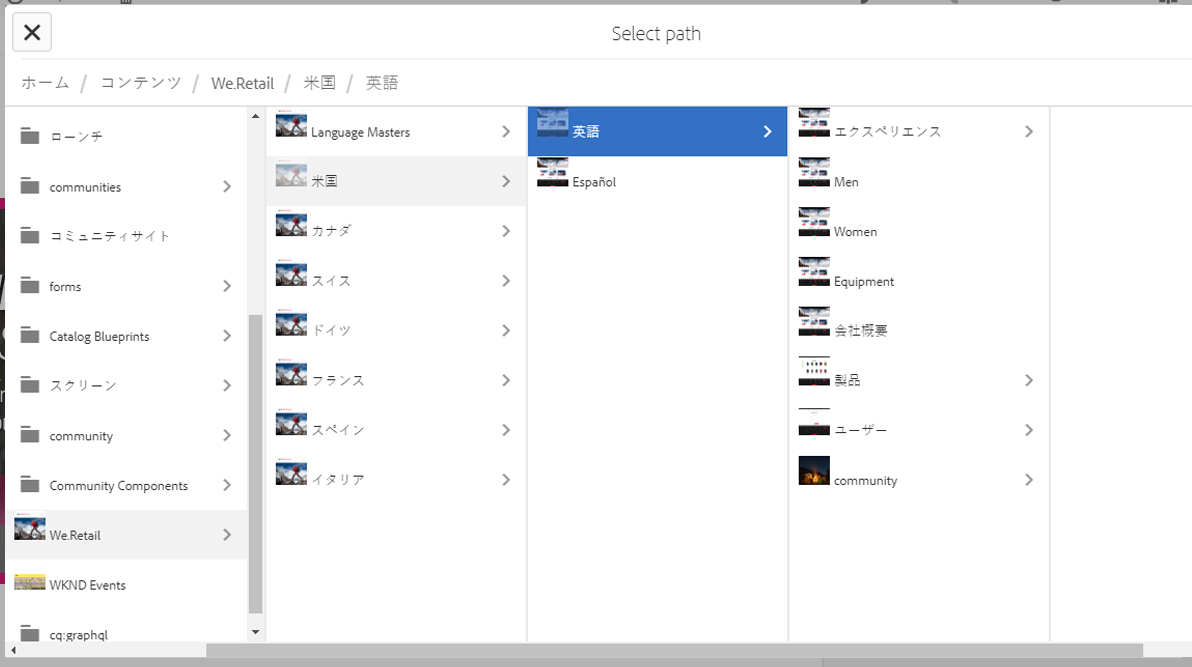 Select path
ホーム / コンテンツ / We.Retail / 米国 / 英語
ローンチ
communities
コミュニティサイト
forms
Catalog Blueprints
スクリーン
community
Community Components
We.Retail
WKND Events
cq:graphql
Language Masters
米国
カナダ
スイス
ドイツ
フランス
スペイン
イタリア
英語
Español
エクスペリエンス
Men
Women
Equipment
会社概要
製品
ユーザー
community